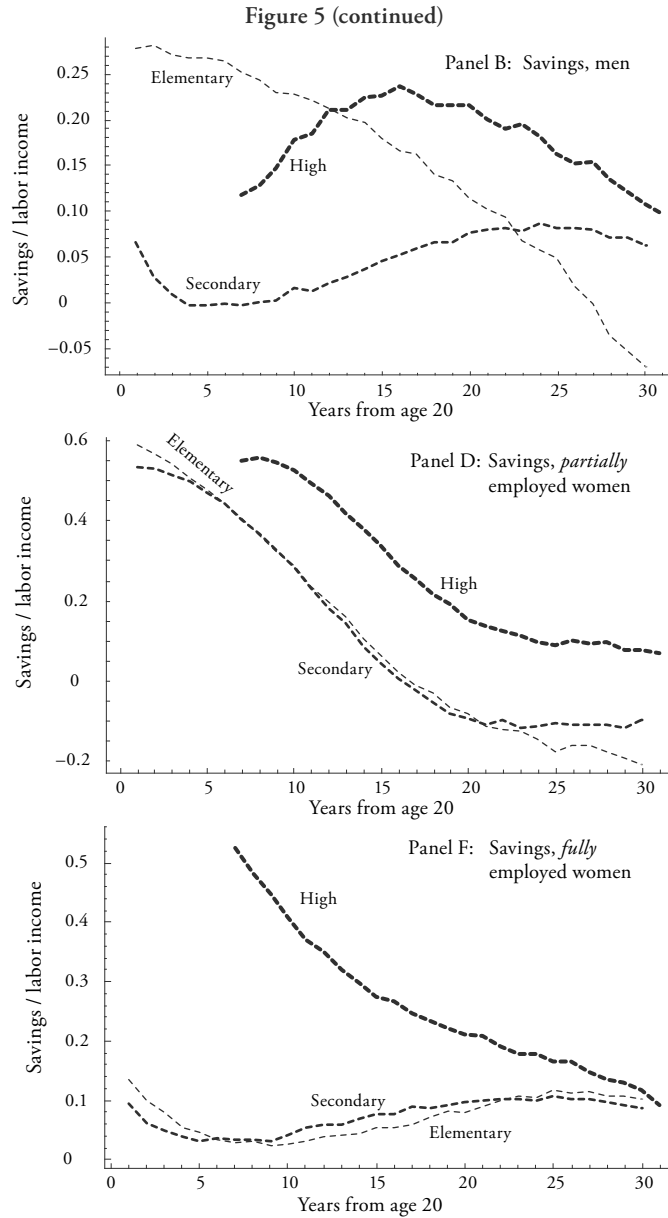 Figure 5 (continued)
Panel B: Savings, men
Savings / labor income
0.25
0.20
0.15
0.10
0.05
0
−0.05
Elementary
High
Secondary
0 5 10 15 20 25 30
Years from age 20
Panel D: Savings, partially
employed women
Savings / labor income
0.6
0.4
0.2
0
−0.2
Elementary
High
Secondary
0 5 10 15 20 25 30
Years from age 20
Panel F: Savings, fully
employed women
Savings / labor income
0.5
0.4
0.3
0.2
0.1
0
High
Secondary
Elementary
0 5 10 15 20 25 30
Years from age 20